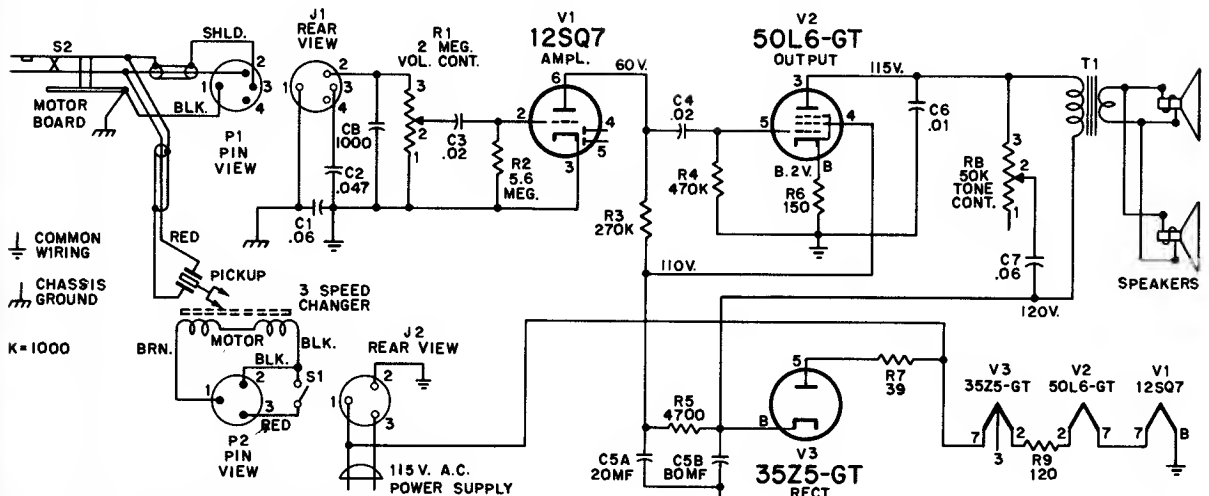 S2
MOTOR
BOARD
SHLD.
BLK.
1
2
3
4
P1
PIN
VIEW
J1
REAR
VIEW
1
2
3
4
CB
1000
C2
.047
C1
.06
R1
2 MEG.
VOL. CONT.
3
2
1
C3
.02
R2
5.6
MEG.
V1
12SQ7
AMPL.
6
2
4
5
3
60V.
R3
270K
110V.
C4
.02
R4
470K
V2
50L6-GT
OUTPUT
3
5
4
B.2V.
B
R6
150
115V.
C6
.01
RB
50K
TONE
CONT.
3
2
1
C7
.06
120V.
T1
SPEAKERS
COMMON
WIRING
CHASSIS
GROUND
K=1000
RED
PICKUP
3 SPEED
CHANGER
MOTOR
BRN.
BLK.
BLK.
S1
RED
1
2
3
P2
PIN
VIEW
J2
REAR VIEW
1
2
3
115 V. A.C.
POWER SUPPLY
R5
4700
C5A
20MF
C5B
80MF
5
B
V3
35Z5-GT
RECT
R7
39
V3
35Z5-GT
V2
50L6-GT
V1
12SQ7
7
3
2
R9
120
2
7
7
B